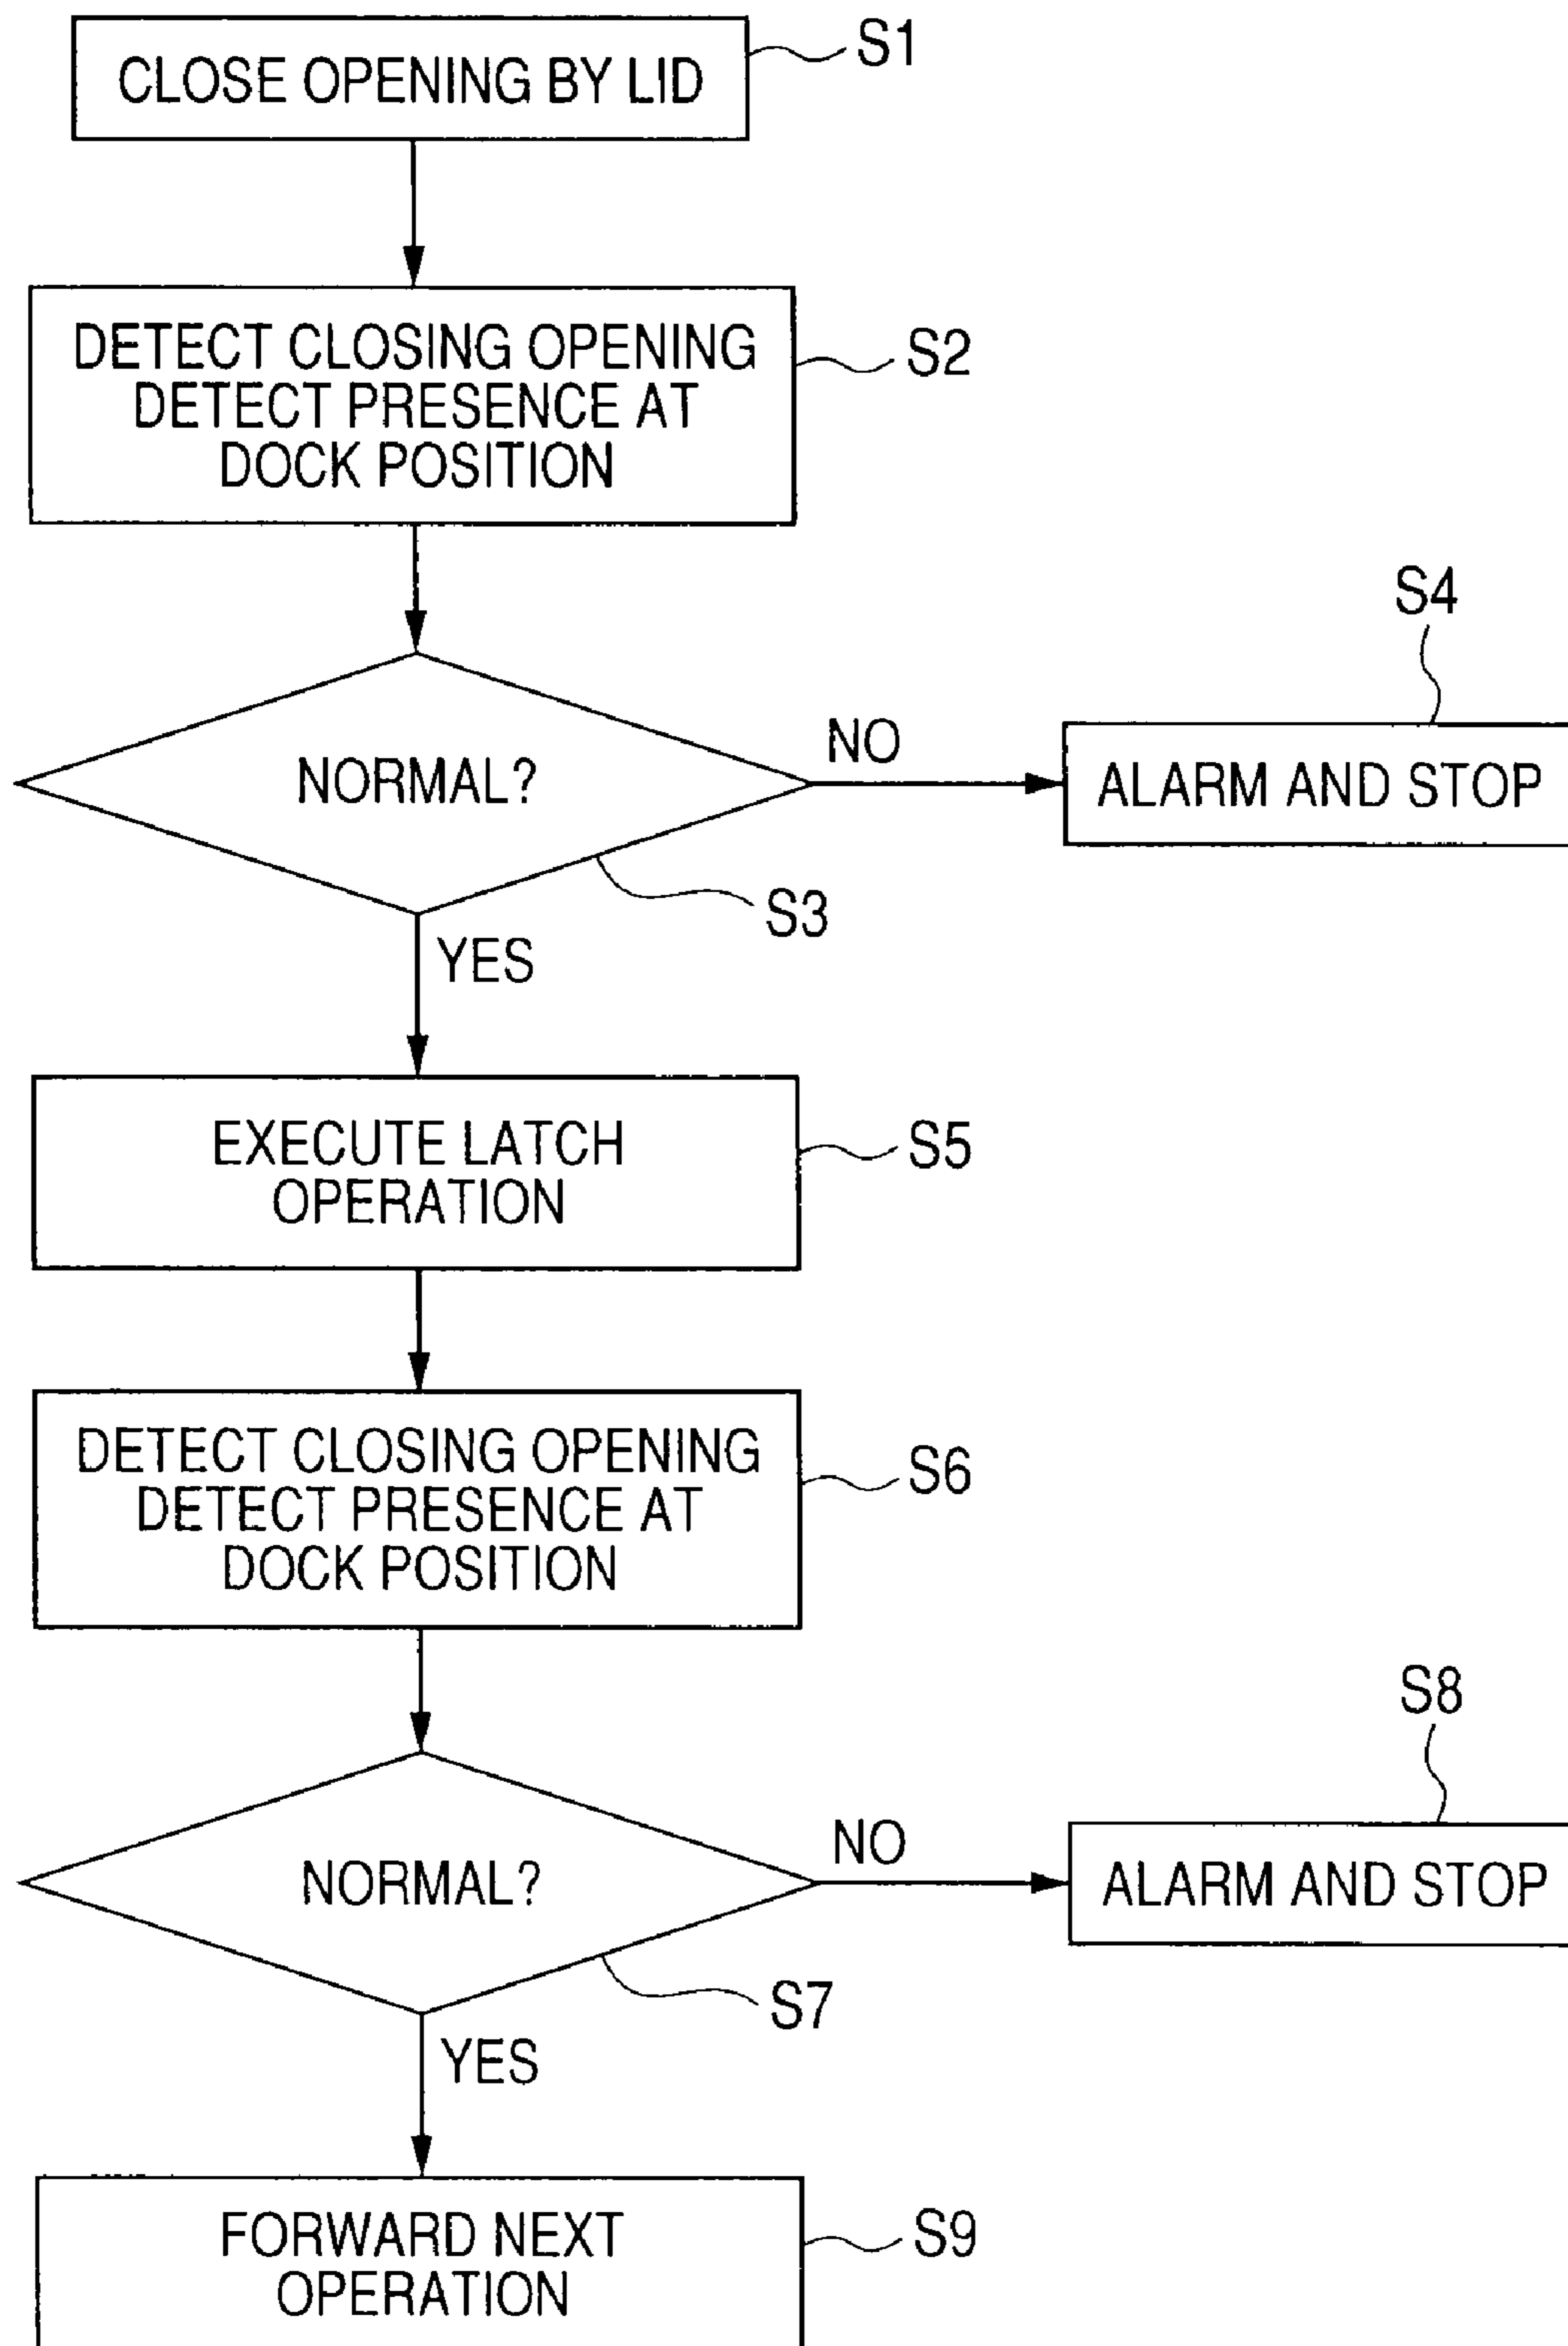 CLOSE OPENING BY LID
S1
DETECT CLOSING OPENING
DETECT PRESENCE AT
DOCK POSITION
S2
NORMAL?
S3
NO
S4
ALARM AND STOP
YES
EXECUTE LATCH
OPERATION
S5
DETECT CLOSING OPENING
DETECT PRESENCE AT
DOCK POSITION
S6
NORMAL?
S7
NO
S8
ALARM AND STOP
YES
FORWARD NEXT
OPERATION
S9